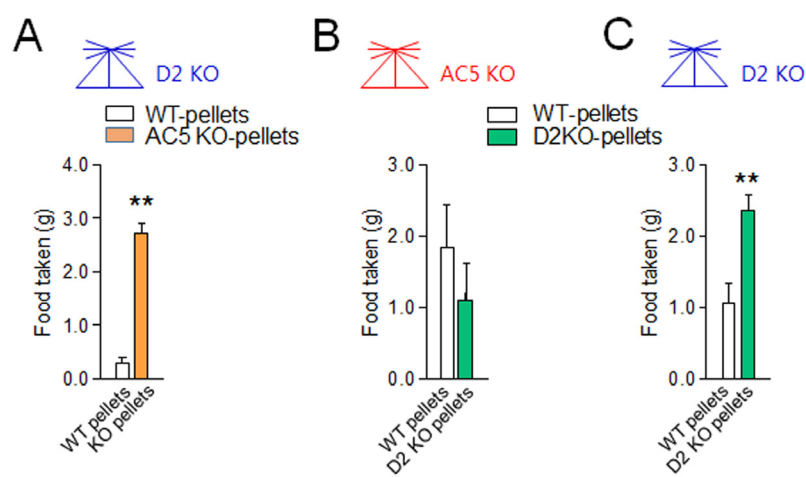 A
D2 KO
WT-pellets
AC5 KO-pellets
4.0
3.0
2.0
1.0
0.0
Food taken (g)
**
WT pellets
KO pellets
B
AC5 KO
WT-pellets
D2KO-pellets
3.0
2.0
1.0
0.0
Food taken (g)
WT pellets
D2 KO pellets
C
D2 KO
3.0
2.0
1.0
0.0
Food taken (g)
**
WT pellets
D2 KO pellets